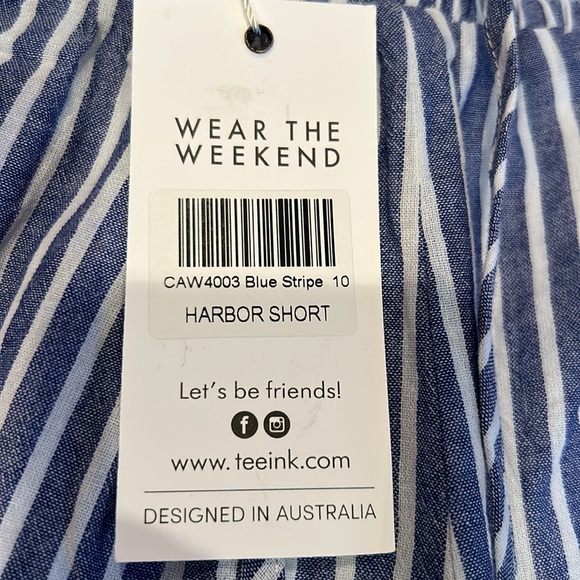 WEAR THE
WEEKEND
CAW4003 Blue Stripe 10
HARBOR SHORT
Let's be friends!
f
www.teeink.com
DESIGNED IN AUSTRALIA